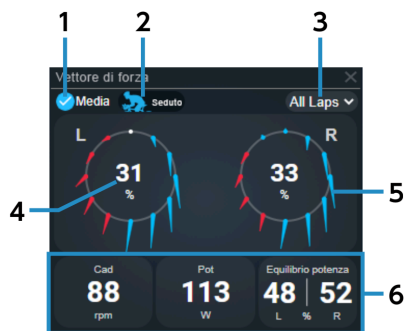 1 2 3
Vettore di forza
Media Seduto All Laps
L R
31 33
% %
4 5
Cad Pot Equilibrio potenza
88 113 48 52
rpm W L % R
6